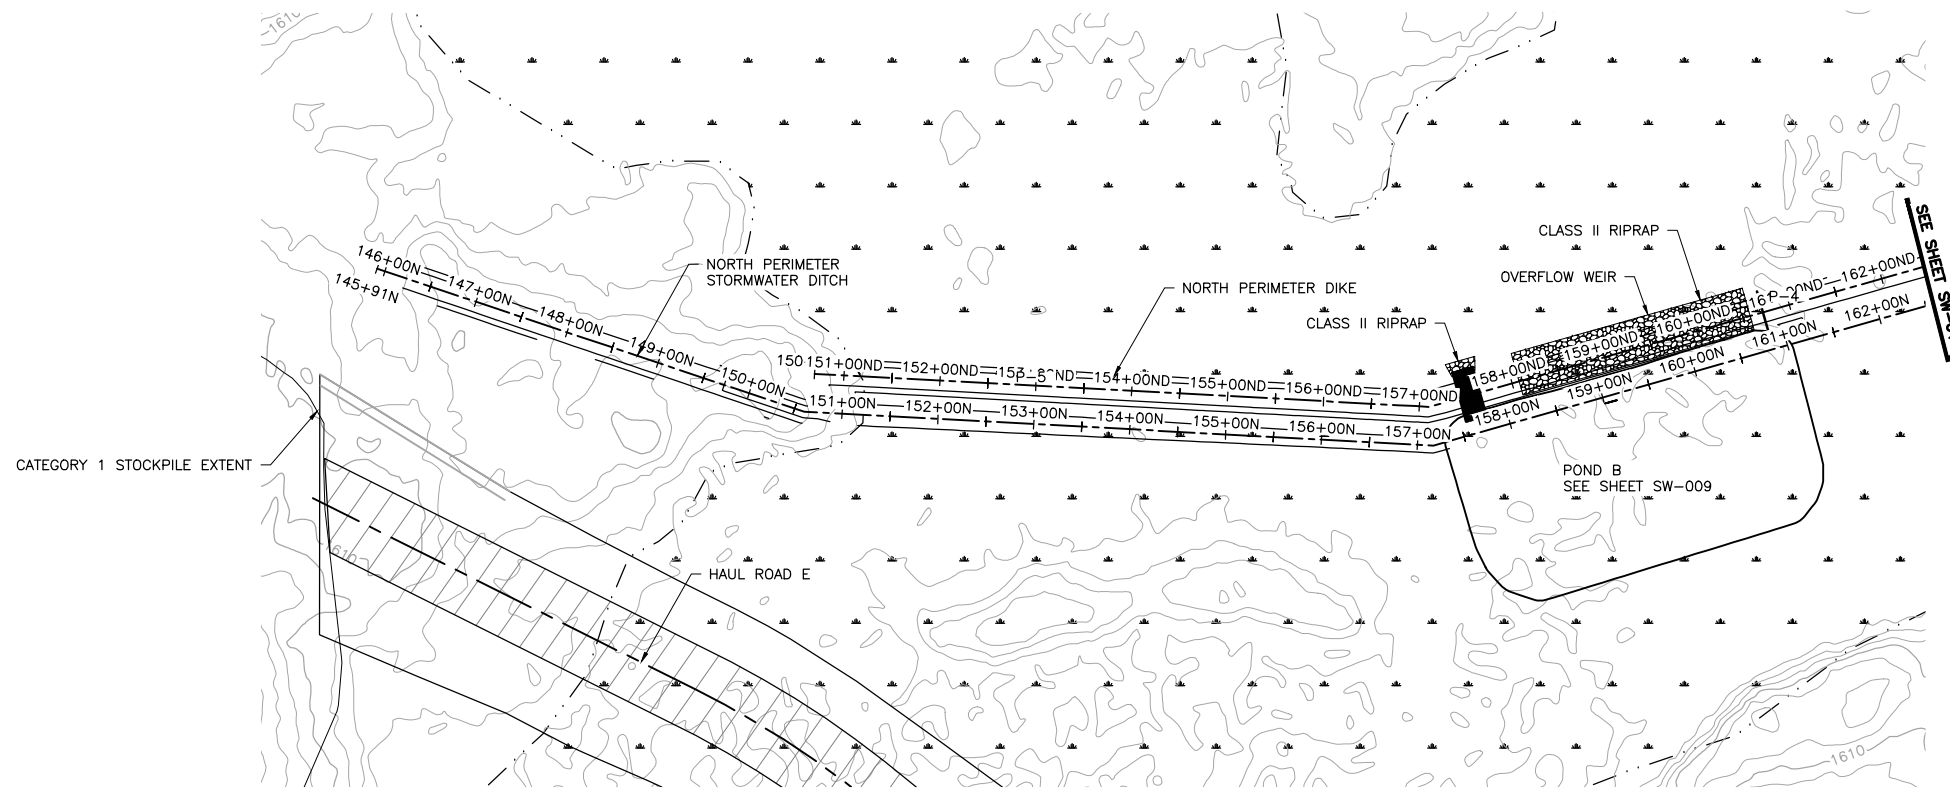 1610
CLASS II RIPRAP
SEE SHEET
OVERFLOW WEIR
146+00N
145+91N
147+00N
148+00N
149+00N
150+00N
NORTH PERIMETER
STORMWATER DITCH
NORTH PERIMETER DIKE
CLASS II RIPRAP
151+00ND
152+00ND
154+00ND
155+00ND
156+00ND
157+00ND
158+00ND
159+00ND
160+00ND
162+00ND
151+00N
152+00N
153+00N
154+00N
155+00N
156+00N
157+00N
158+00N
159+00N
160+00N
161+00N
162+00N
CATEGORY 1 STOCKPILE EXTENT
POND B
SEE SHEET SW-009
1610
HAUL ROAD E
1610